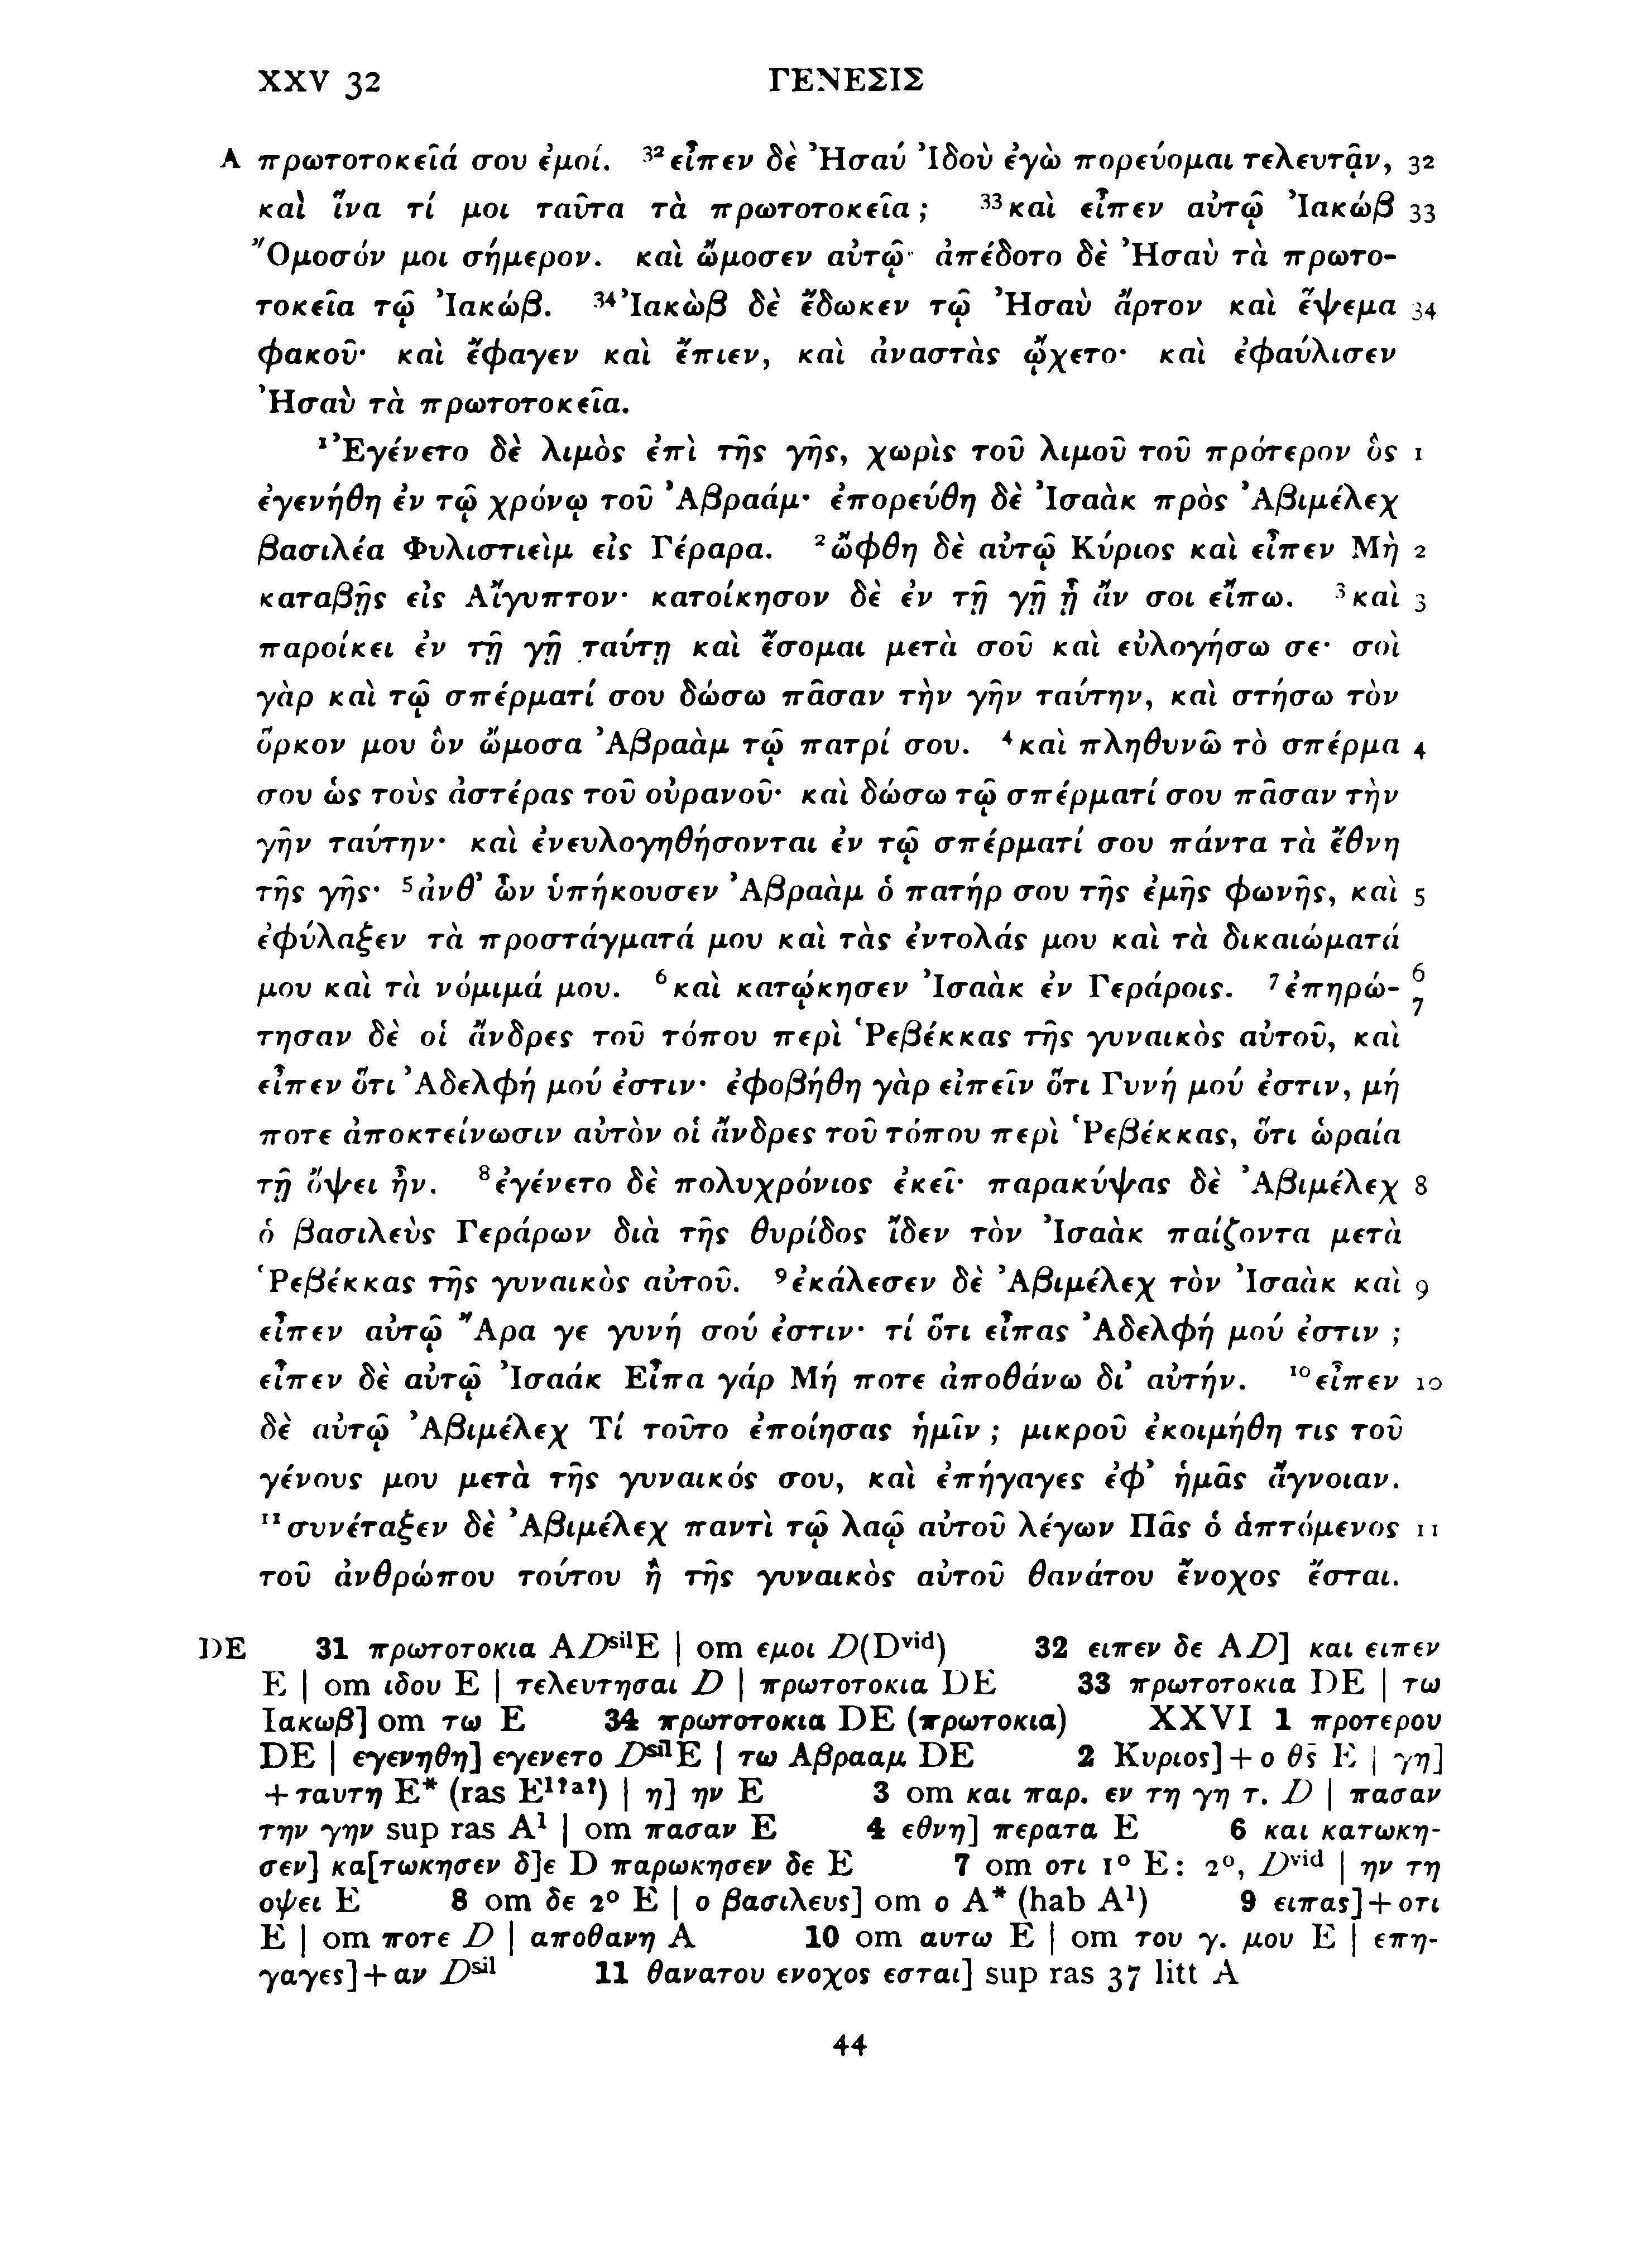 XXV 32 ΓΕΝΕΣΙΣ
A πρωτοτοκεῖά σου ἐμοί. ³²εἶπεν δὲ Ἠσαύ Ἰδοὺ ἐγὼ πορεύομαι τελευτᾷν, 32
καὶ ἵνα τί μοι ταῦτα τὰ πρωτοτοκεῖα; ³³καὶ εἶπεν αὐτῷ Ἰακώβ 33
Ὄμοσόν μοι σήμερον. καὶ ὤμοσεν αὐτῷ· ἀπέδοτο δὲ Ἠσαὺ τὰ πρωτο-
τοκεῖα τῷ Ἰακώβ. ³⁴Ἰακὼβ δὲ ἔδωκεν τῷ Ἠσαὺ ἄρτον καὶ ἕψεμα 34
φακοῦ· καὶ ἔφαγεν καὶ ἔπιεν, καὶ ἀναστὰς ᾤχετο· καὶ ἐφαύλισεν
Ἠσαὺ τὰ πρωτοτοκεῖα.
¹Ἐγένετο δὲ λιμὸς ἐπὶ τῆς γῆς, χωρὶς τοῦ λιμοῦ τοῦ πρότερον ὃς 1
ἐγενήθη ἐν τῷ χρόνῳ τοῦ Ἀβραάμ· ἐπορεύθη δὲ Ἰσαὰκ πρὸς Ἀβιμέλεχ
βασιλέα Φυλιστιεὶμ εἰς Γέραρα. ²ὤφθη δὲ αὐτῷ Κύριος καὶ εἶπεν Μὴ 2
καταβῇς εἰς Αἴγυπτον· κατοίκησον δὲ ἐν τῇ γῇ ᾗ ἄν σοι εἴπω. ³καὶ 3
παροίκει ἐν τῇ γῇ ταύτῃ καὶ ἔσομαι μετὰ σοῦ καὶ εὐλογήσω σε· σοὶ
γὰρ καὶ τῷ σπέρματί σου δώσω πᾶσαν τὴν γῆν ταύτην, καὶ στήσω τὸν
ὅρκον μου ὃν ὤμοσα Ἀβραὰμ τῷ πατρί σου. ⁴καὶ πληθυνῶ τὸ σπέρμα 4
σου ὡς τοὺς ἀστέρας τοῦ οὐρανοῦ· καὶ δώσω τῷ σπέρματί σου πᾶσαν τὴν
γῆν ταύτην· καὶ ἐνευλογηθήσονται ἐν τῷ σπέρματί σου πάντα τὰ ἔθνη
τῆς γῆς· ⁵ἀνθ’ ὧν ὑπήκουσεν Ἀβραὰμ ὁ πατήρ σου τῆς ἐμῆς φωνῆς, καὶ 5
ἐφύλαξεν τὰ προστάγματά μου καὶ τὰς ἐντολάς μου καὶ τὰ δικαιώματά
μου καὶ τὰ νόμιμά μου. ⁶καὶ κατῴκησεν Ἰσαὰκ ἐν Γεράροις. ⁷ἐπηρώ- 6 7
τησαν δὲ οἱ ἄνδρες τοῦ τόπου περὶ Ῥεβέκκας τῆς γυναικὸς αὐτοῦ, καὶ
εἶπεν ὅτι Ἀδελφή μού ἐστιν· ἐφοβήθη γὰρ εἰπεῖν ὅτι Γυνή μού ἐστιν, μή
ποτε ἀποκτείνωσιν αὐτὸν οἱ ἄνδρες τοῦ τόπου περὶ Ῥεβέκκας, ὅτι ὡραία
τῇ ὄψει ἦν. ⁸ἐγένετο δὲ πολυχρόνιος ἐκεῖ· παρακύψας δὲ Ἀβιμέλεχ 8
ὁ βασιλεὺς Γεράρων διὰ τῆς θυρίδος ἴδεν τὸν Ἰσαὰκ παίζοντα μετὰ
Ῥεβέκκας τῆς γυναικὸς αὐτοῦ. ⁹ἐκάλεσεν δὲ Ἀβιμέλεχ τὸν Ἰσαὰκ καὶ 9
εἶπεν αὐτῷ Ἄρα γε γυνή σού ἐστιν· τί ὅτι εἶπας Ἀδελφή μού ἐστιν;
εἶπεν δὲ αὐτῷ Ἰσαάκ Εἶπα γάρ Μή ποτε ἀποθάνω δι’ αὐτήν. ¹⁰εἶπεν 10
δὲ αὐτῷ Ἀβιμέλεχ Τί τοῦτο ἐποίησας ἡμῖν; μικροῦ ἐκοιμήθη τις τοῦ
γένους μου μετὰ τῆς γυναικός σου, καὶ ἐπήγαγες ἐφ’ ἡμᾶς ἄγνοιαν.
¹¹συνέταξεν δὲ Ἀβιμέλεχ παντὶ τῷ λαῷ αὐτοῦ λέγων Πᾶς ὁ ἁπτόμενος 11
τοῦ ἀνθρώπου τούτου ἢ τῆς γυναικὸς αὐτοῦ θανάτου ἔνοχος ἔσται.
DE 31 πρωτοτοκια ADˢⁱˡE | om εμοι D(Dᵛⁱᵈ) 32 ειπεν δε AD] και ειπεν
E | om ιδου E | τελευτησαι D | πρωτοτοκια DE 33 πρωτοτοκια DE | τω
Ιακωβ] om τω E 34 πρωτοτοκια DE (πρωτοκια) XXVI 1 προτερου
DE | εγενηθη] εγενετο DˢⁱˡE | τω Αβρααμ DE 2 Κυριος] + ο θς̄ E | γη]
+ ταυτη E* (ras E¹ˀᵃˀ) | η] ην E 3 om και παρ. εν τη γη τ. D | πασαν
την γην sup ras A¹ | om πασαν E 4 εθνη] περατα E 6 και κατωκη-
σεν] κα[τωκησεν δ]ε D παρωκησεν δε E 7 om οτι 1° E : 2°, Dᵛⁱᵈ | ην τη
οψει E 8 om δε 2° E | ο βασιλευς] om ο A* (hab A¹) 9 ειπας] + οτι
E | om ποτε D | αποθανη A 10 om αυτω E | om του γ. μου E | επη-
γαγες] + αν Dˢⁱˡ 11 θανατου ενοχος εσται] sup ras 37 litt A
44